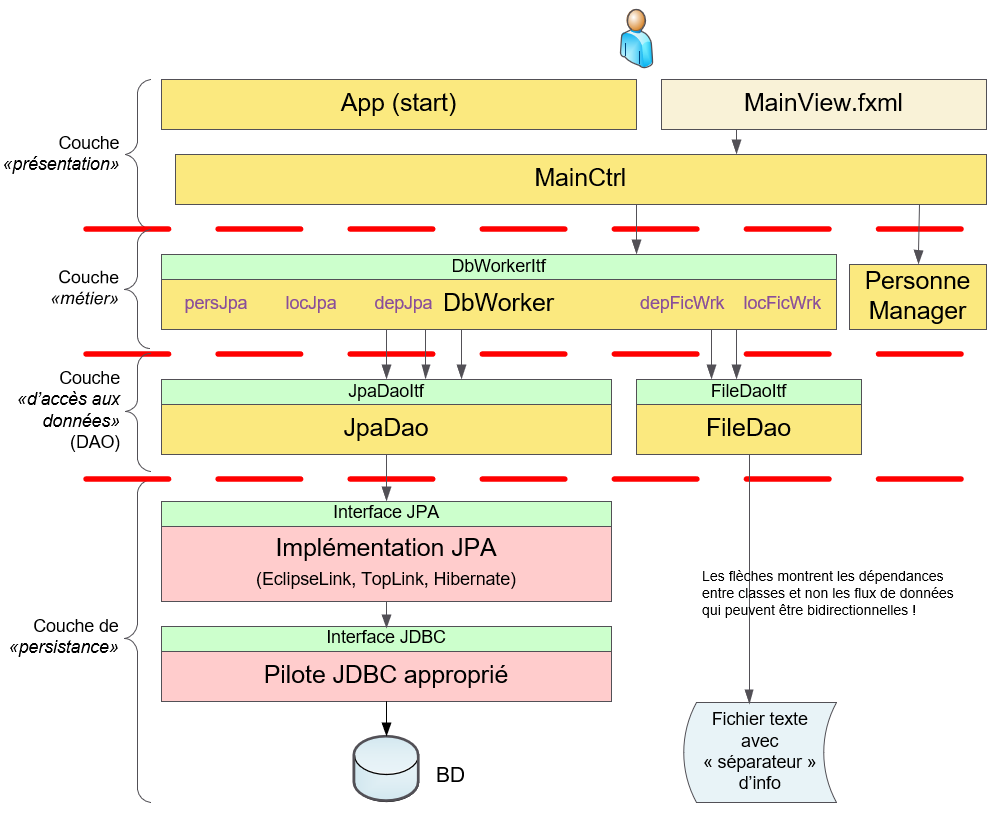 App (start)
MainView.fxml
Couche
«présentation»
MainCtrl
Couche
«métier»
DbWorkerItf
persJpa locJpa depJpa DbWorker depFicWrk locFicWrk
Personne
Manager
Couche
«d’accès aux
données»
(DAO)
JpaDaoItf
JpaDao
FileDaoItf
FileDao
Couche de
«persistance»
Interface JPA
Implémentation JPA
(EclipseLink, TopLink, Hibernate)
Interface JDBC
Pilote JDBC approprié
BD
Les flèches montrent les dépendances
entre classes et non les flux de données
qui peuvent être bidirectionnelles !
Fichier texte
avec
« séparateur »
d’info